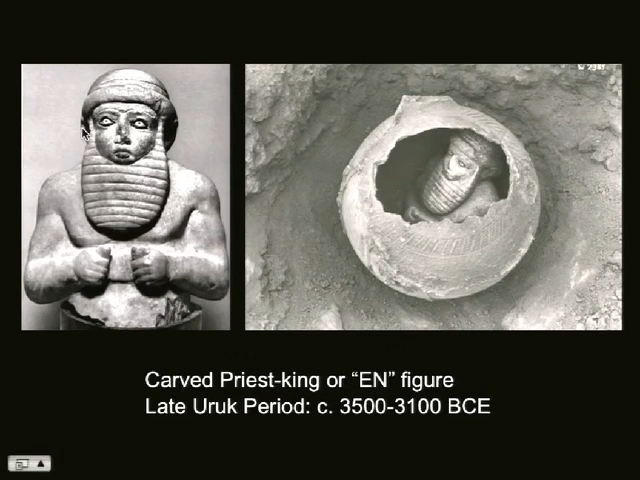 Carved Priest-king or “EN” figure
Late Uruk Period: c. 3500-3100 BCE